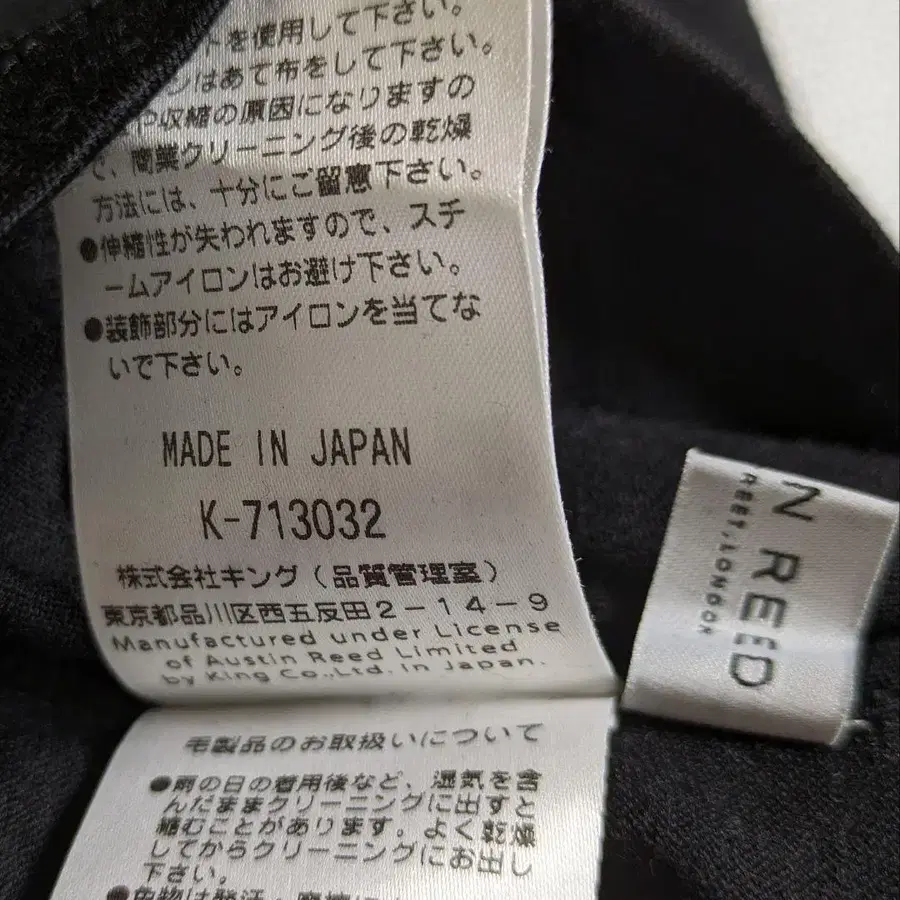 を使用して下さい。
はあて布をして下さい。
や収縮の原因になりますの
で、商業クリーニング後の乾燥
方法には、十分にご留意下さい。
●伸縮性が失われますので、スチ
ームアイロンはお避け下さい。
●装飾部分にはアイロンを当てな
いで下さい。
MADE IN JAPAN
K-713032
株式会社キング(品質管理室)
東京都品川区西五反田2-14-9
Manufactured under License
of Austin Reed Limited
by King Co.,Ltd. in Japan.
毛製品のお取扱いについて
●雨の日の着用後など、湿気を含
んだままクリーニングに出すと
縮むことがあります。よく乾燥
してからクリーニングにお出し
下さい。
N REED
REET, LONDON